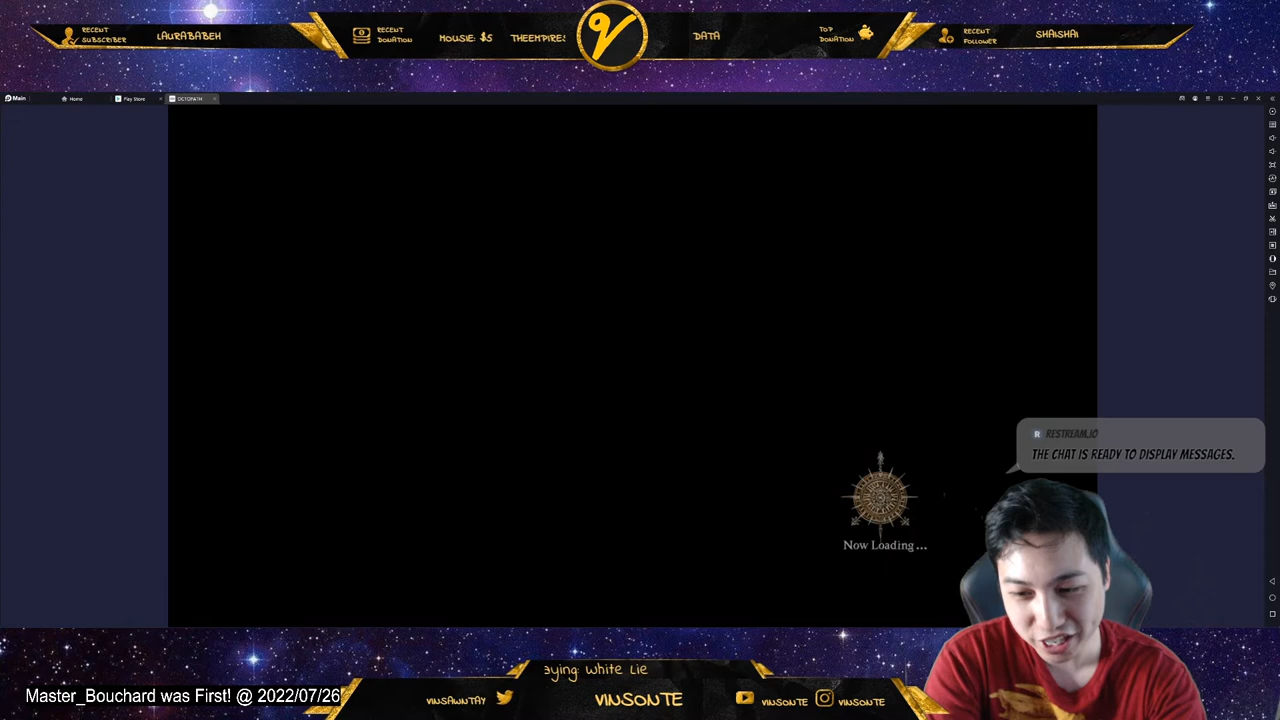 RECENT
SUBSCRIBER
LAURABABEH
RECENT
DONATION
MOUSIE: $5
THEEMPIRE:
DATA
TOP
DONATION
RECENT
FOLLOWER
SHAISHAI
Main
Home
Play Store
OCTOPATH
RESTREAM.IO
THE CHAT IS READY TO DISPLAY MESSAGES.
Now Loading...
aying: White Lie
Master_Bouchard was First! @ 2022/07/26
VINSAWNTAY
VINSONTE
VINSONTE
VINSONTE